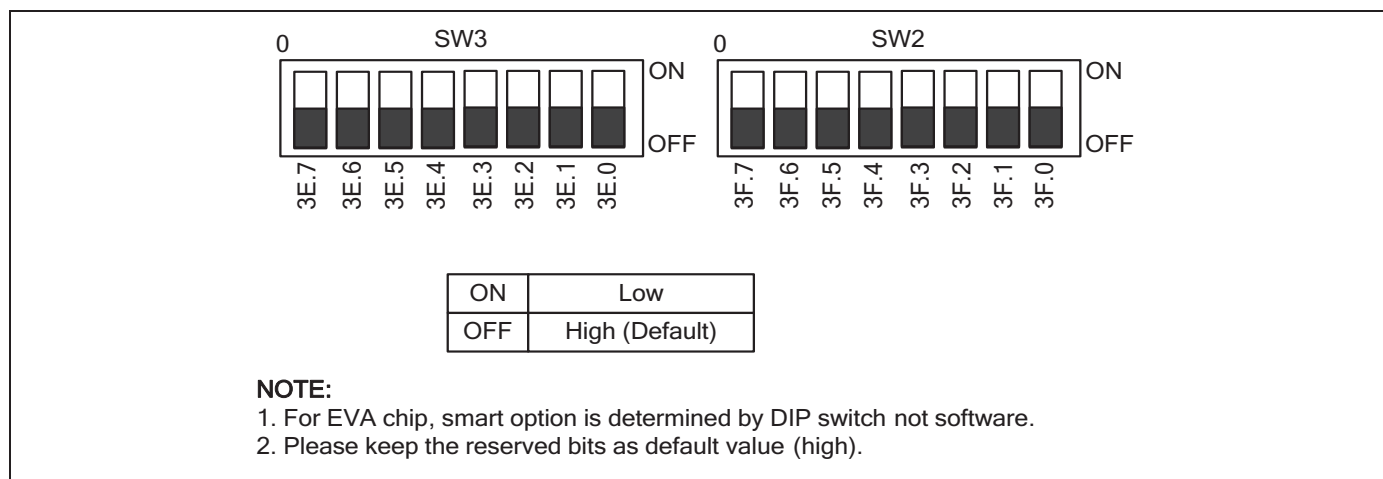 0 SW3
ON
OFF
3E.7 3E.6 3E.5 3E.4 3E.3 3E.2 3E.1 3E.0
0 SW2
ON
OFF
3F.7 3F.6 3F.5 3F.4 3F.3 3F.2 3F.1 3F.0
ON Low
OFF High (Default)
NOTE:
1. For EVA chip, smart option is determined by DIP switch not software.
2. Please keep the reserved bits as default value (high).